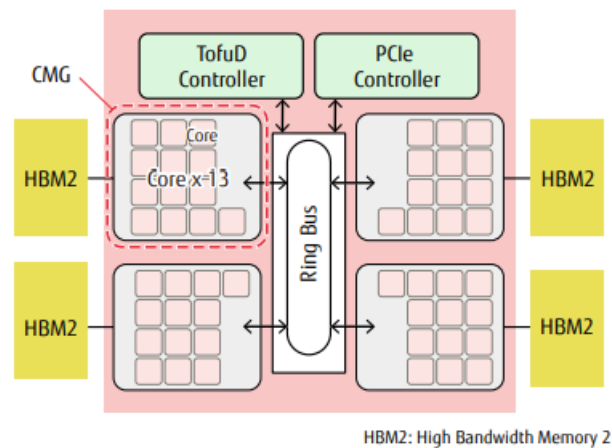 TofuD
Controller
PCIe
Controller
CMG
HBM2
Core
Core x 13
HBM2
Ring Bus
HBM2
HBM2
HBM2: High Bandwidth Memory 2